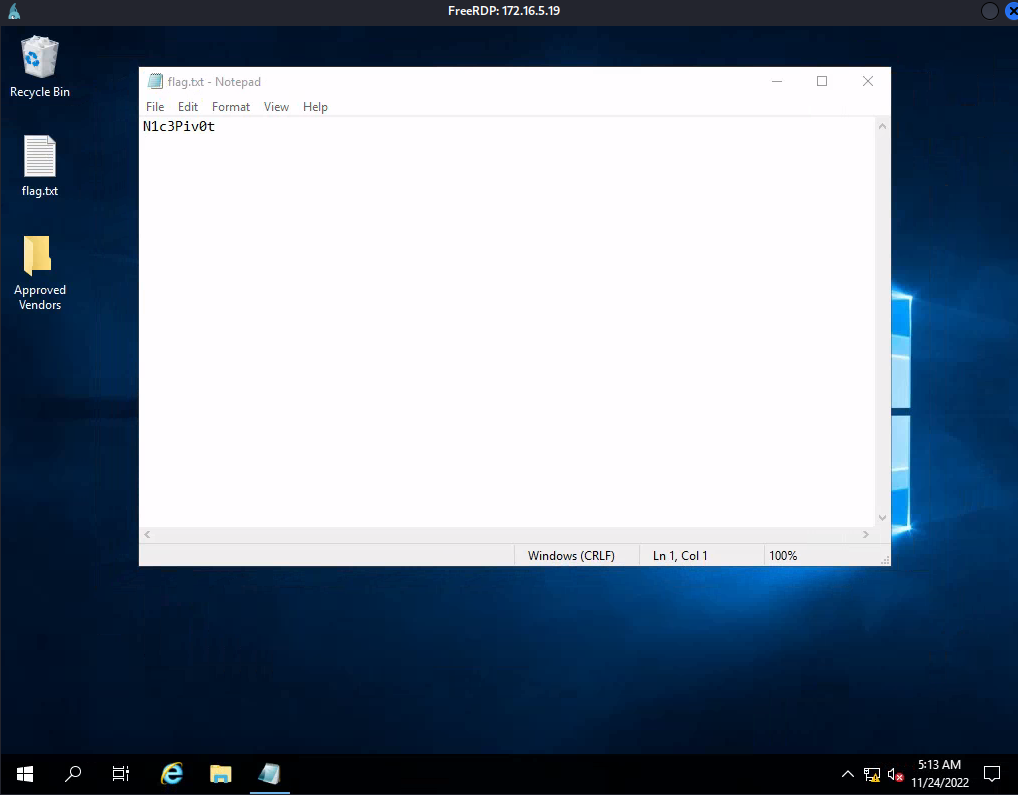 FreeRDP: 172.16.5.19
Recycle Bin
flag.txt
Approved
Vendors
flag.txt - Notepad
File Edit Format View Help
N1c3Piv0t
Windows (CRLF) Ln 1, Col 1 100%
5:13 AM
11/24/2022